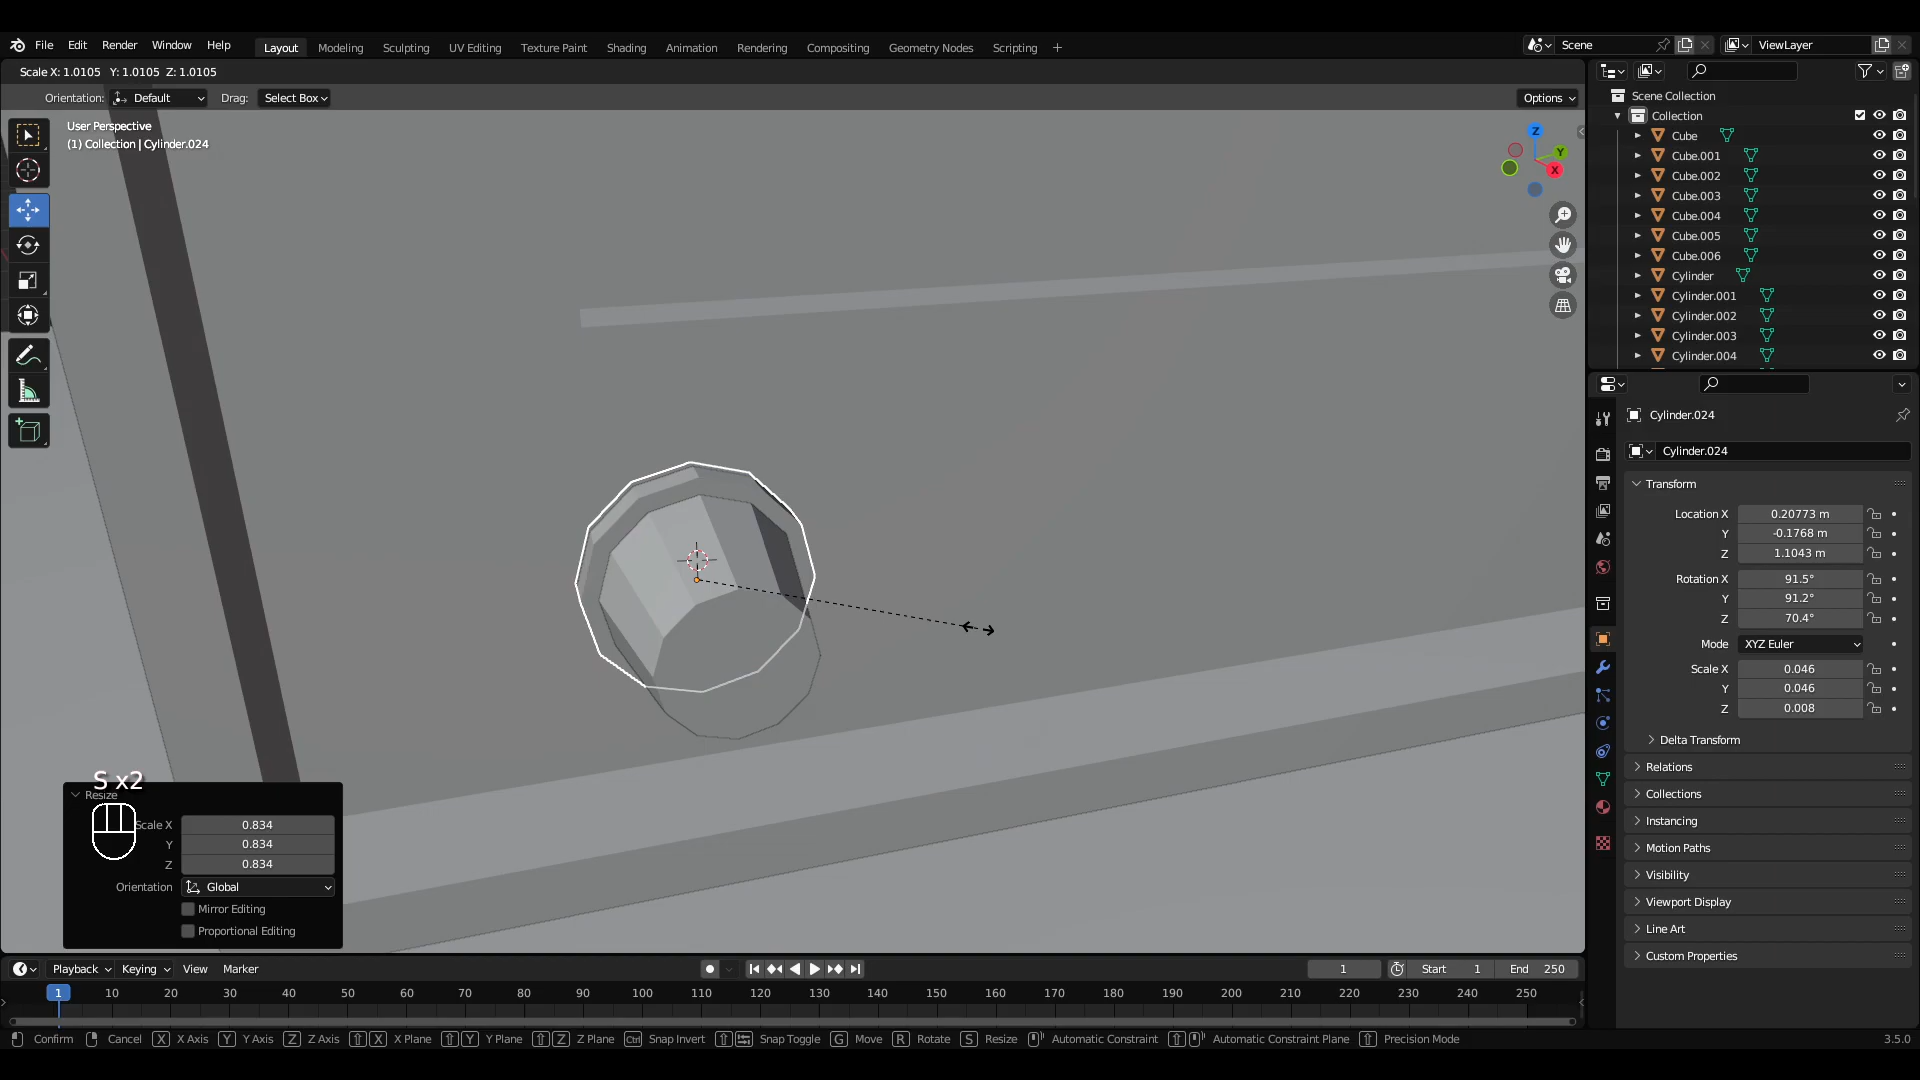 File Edit Render Window Help Layout Modeling Sculpting UV Editing Texture Paint Shading Animation Rendering Compositing Geometry Nodes Scripting + Scene ViewLayer
Scale X: 1.0105 Y: 1.0105 Z: 1.0105
Orientation: Default Drag: Select Box Options
User Perspective
(1) Collection | Cylinder.024
Z
Y
X
Scene Collection
Collection
Cube
Cube.001
Cube.002
Cube.003
Cube.004
Cube.005
Cube.006
Cylinder
Cylinder.001
Cylinder.002
Cylinder.003
Cylinder.004
Cylinder.024
Cylinder.024
Transform
Location X 0.20773 m
Y -0.1768 m
Z 1.1043 m
Rotation X 91.5°
Y 91.2°
Z 70.4°
Mode XYZ Euler
Scale X 0.046
Y 0.046
Z 0.008
Delta Transform
Relations
Collections
Instancing
Motion Paths
Visibility
Viewport Display
Line Art
Custom Properties
S x2
Resize
Scale X 0.834
Y 0.834
Z 0.834
Orientation Global
Mirror Editing
Proportional Editing
Playback Keying View Marker 1 Start 1 End 250
1 10 20 30 40 50 60 70 80 90 100 110 120 130 140 150 160 170 180 190 200 210 220 230 240 250
Confirm Cancel X X Axis Y Y Axis Z Z Axis X X Plane Y Y Plane Z Z Plane Ctrl Snap Invert Snap Toggle G Move R Rotate S Resize Automatic Constraint Automatic Constraint Plane Precision Mode 3.5.0